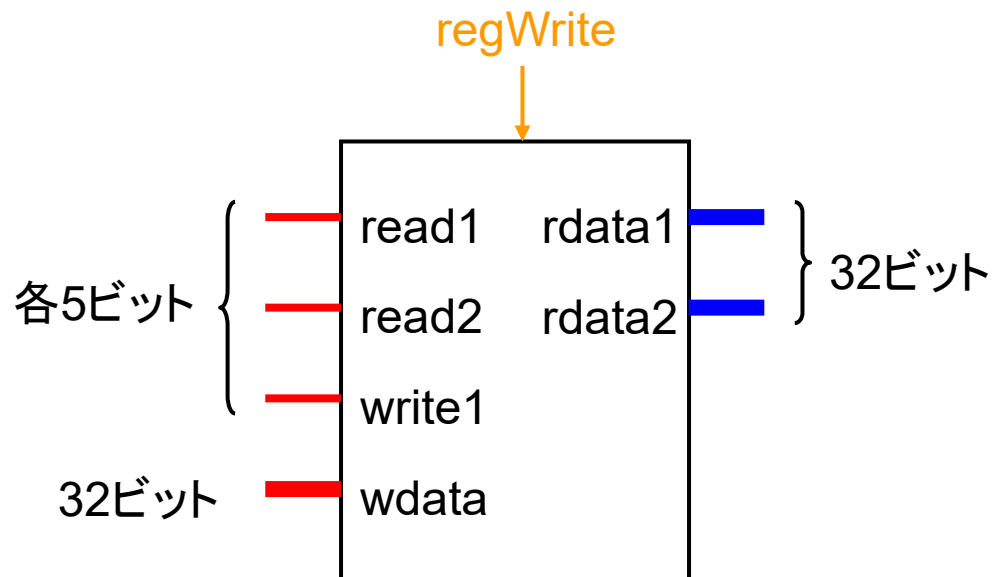 regWrite
read1
rdata1
各5ビット
read2
rdata2
32ビット
write1
32ビット
wdata